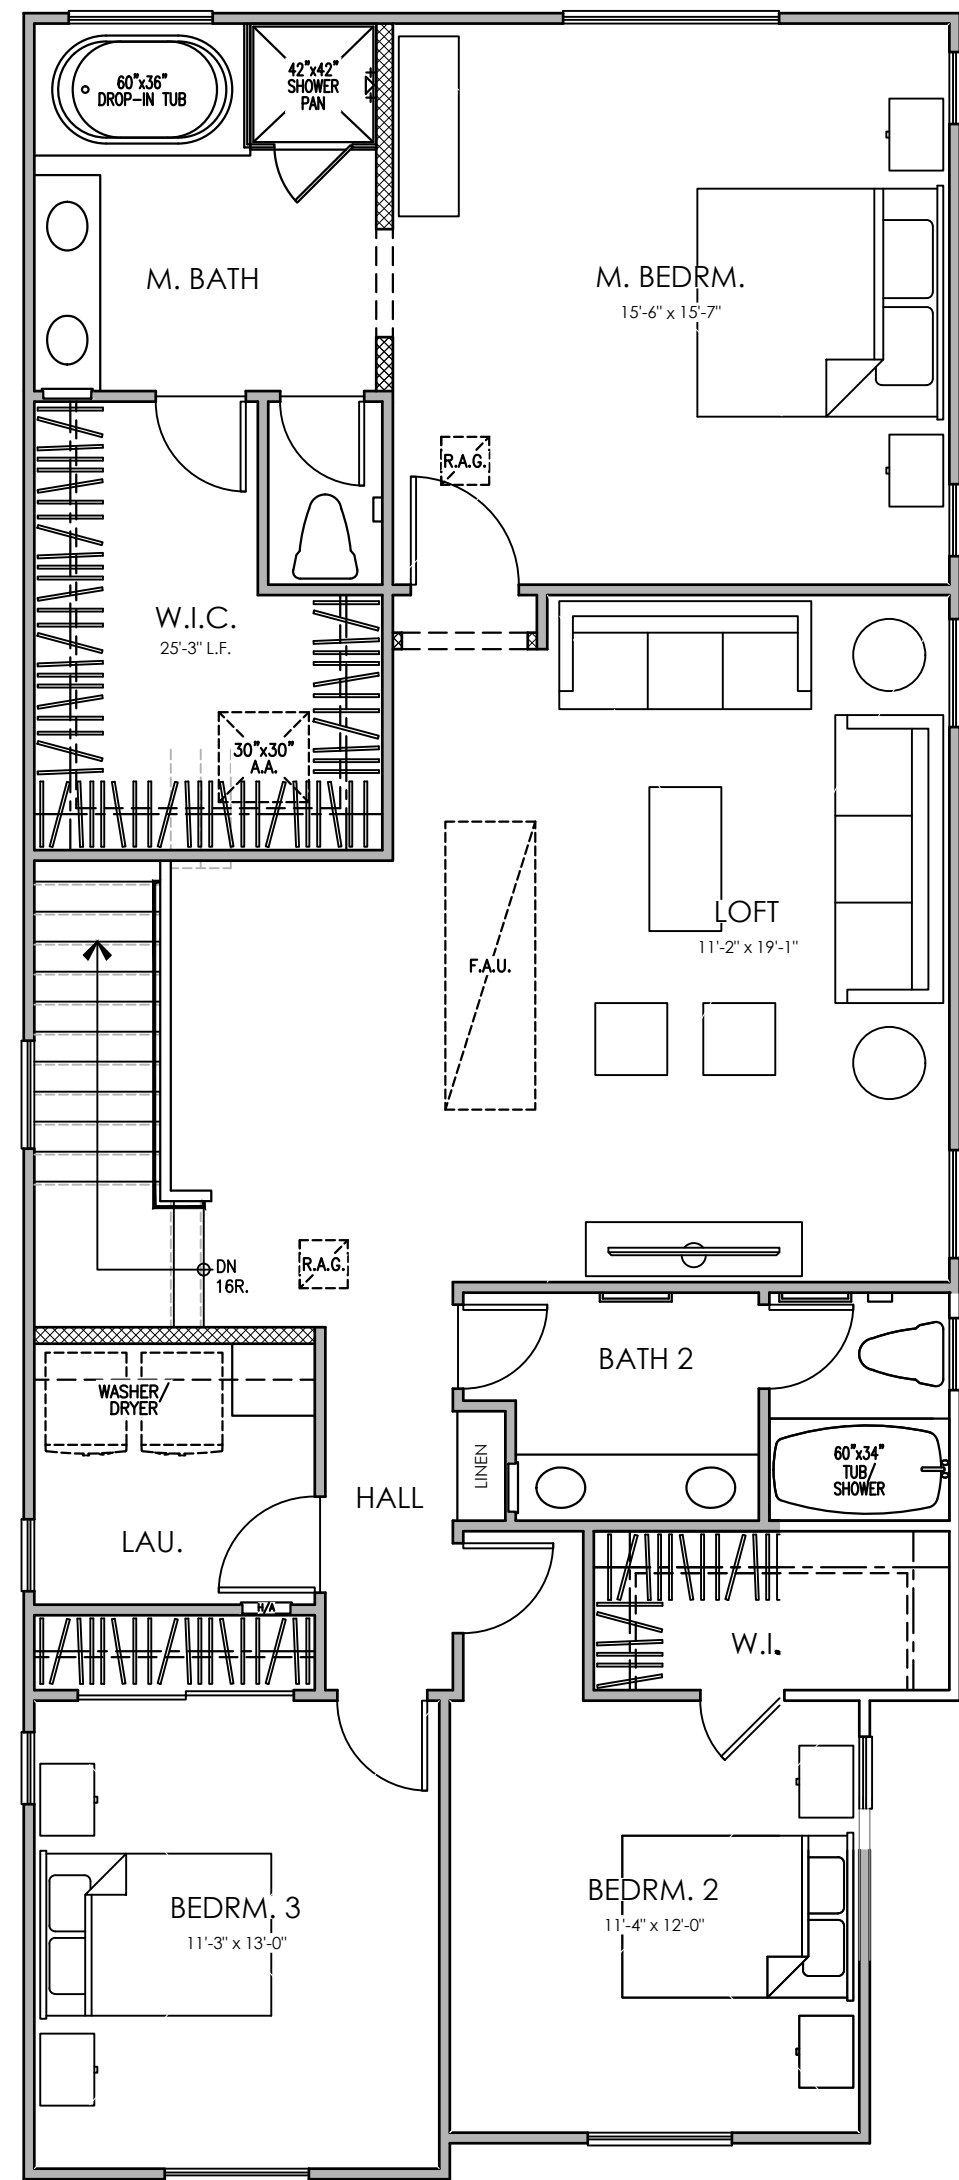 60"x36"
DROP-IN TUB
42"x42"
SHOWER
PAN
M. BATH
M. BEDRM.
15'-6" x 15'-7"
R.A.G.
W.I.C.
25'-3" L.F.
30"x30"
A.A.
LOFT
11'-2" x 19'-1"
F.A.U.
R.A.G.
DN
16R.
BATH 2
WASHER/
DRYER
LINEN
60"x34"
TUB/
SHOWER
HALL
LAU.
H/A
W.I.
BEDRM. 2
11'-4" x 12'-0"
BEDRM. 3
11'-3" x 13'-0"